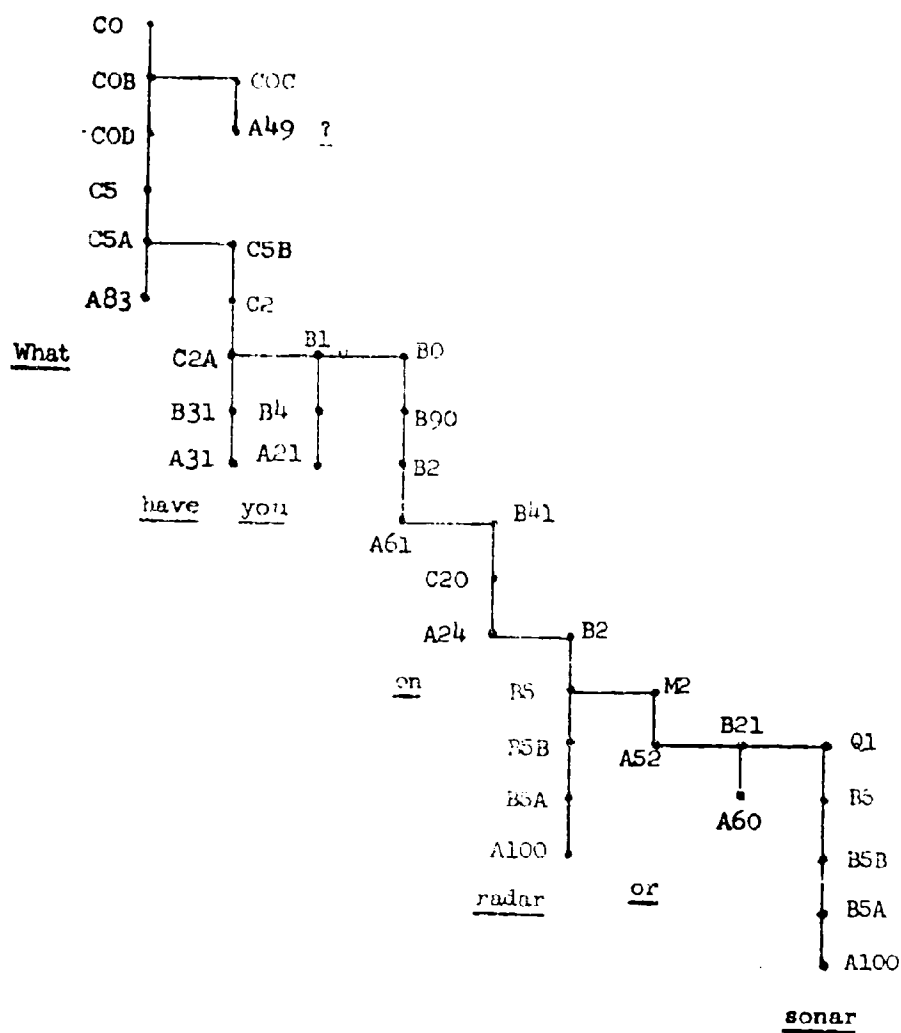 CO
COB COC
COD A49 ?
C5
C5A C5B
A83 C2
What C2A B1 B0
B31 B4 B90
A31 A21 B2
have you
A61 B41
C20
A24 B2
on B5 M2
B5B A52 B21 Q1
B5A A60 B5
A100 B5B
radar or
B5A
A100
sonar